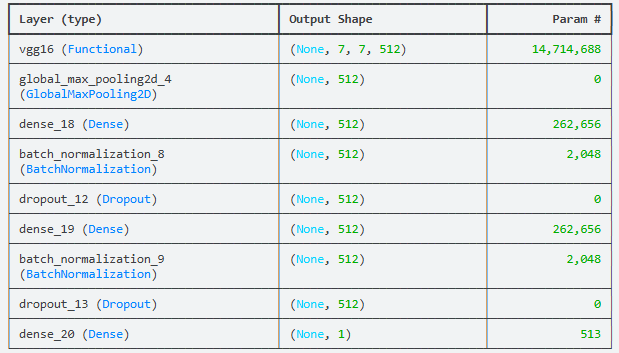 Layer (type) Output Shape Param #
vgg16 (Functional) (None, 7, 7, 512) 14,714,688
global_max_pooling2d_4 (None, 512) 0
(GlobalMaxPooling2D)
dense_18 (Dense) (None, 512) 262,656
batch_normalization_8 (None, 512) 2,048
(BatchNormalization)
dropout_12 (Dropout) (None, 512) 0
dense_19 (Dense) (None, 512) 262,656
batch_normalization_9 (None, 512) 2,048
(BatchNormalization)
dropout_13 (Dropout) (None, 512) 0
dense_20 (Dense) (None, 1) 513